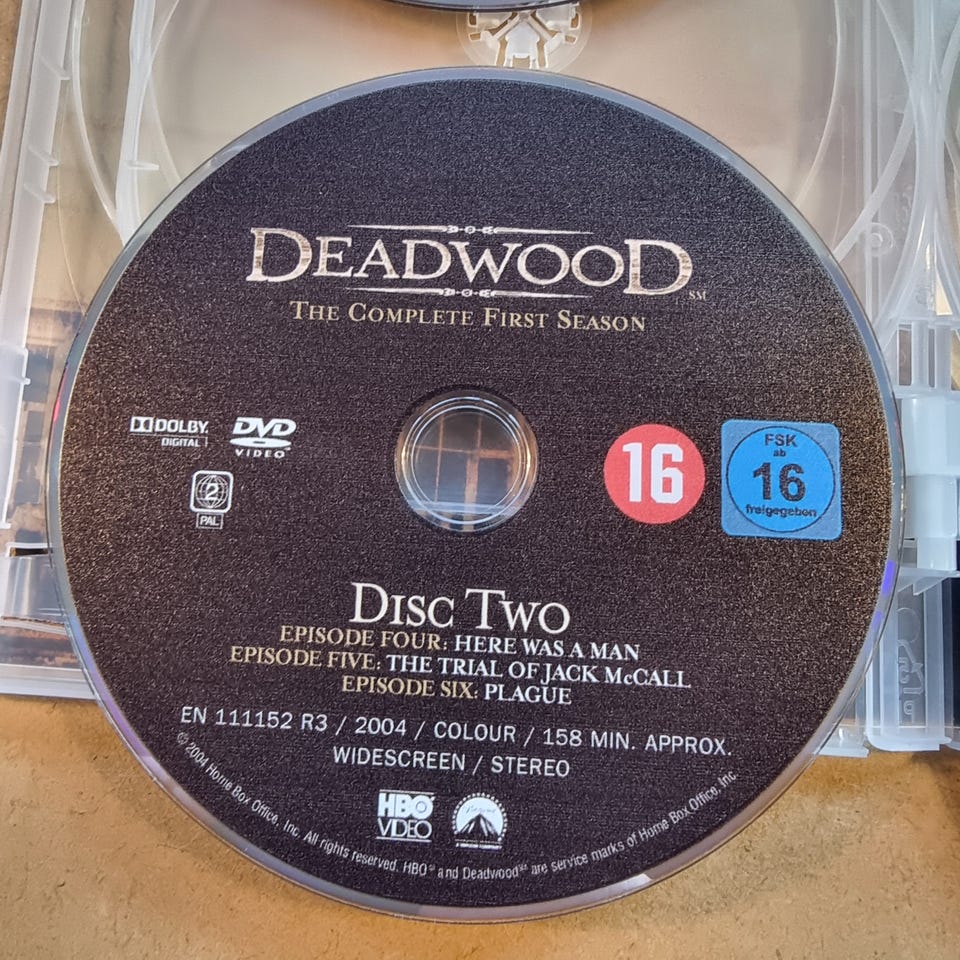 DEADWOOD SM
THE COMPLETE FIRST SEASON
DOLBY
DIGITAL
DVD
VIDEO
2
PAL
16
FSK
ab
16
freigegeben
DISC TWO
EPISODE FOUR: HERE WAS A MAN
EPISODE FIVE: THE TRIAL OF JACK McCALL
EPISODE SIX: PLAGUE
EN 111152 R3 / 2004 / COLOUR / 158 MIN. APPROX.
WIDESCREEN / STEREO
HBO
VIDEO
Paramount
© 2004 Home Box Office, Inc. All rights reserved. HBO® and Deadwood℠ are service marks of Home Box Office, Inc.